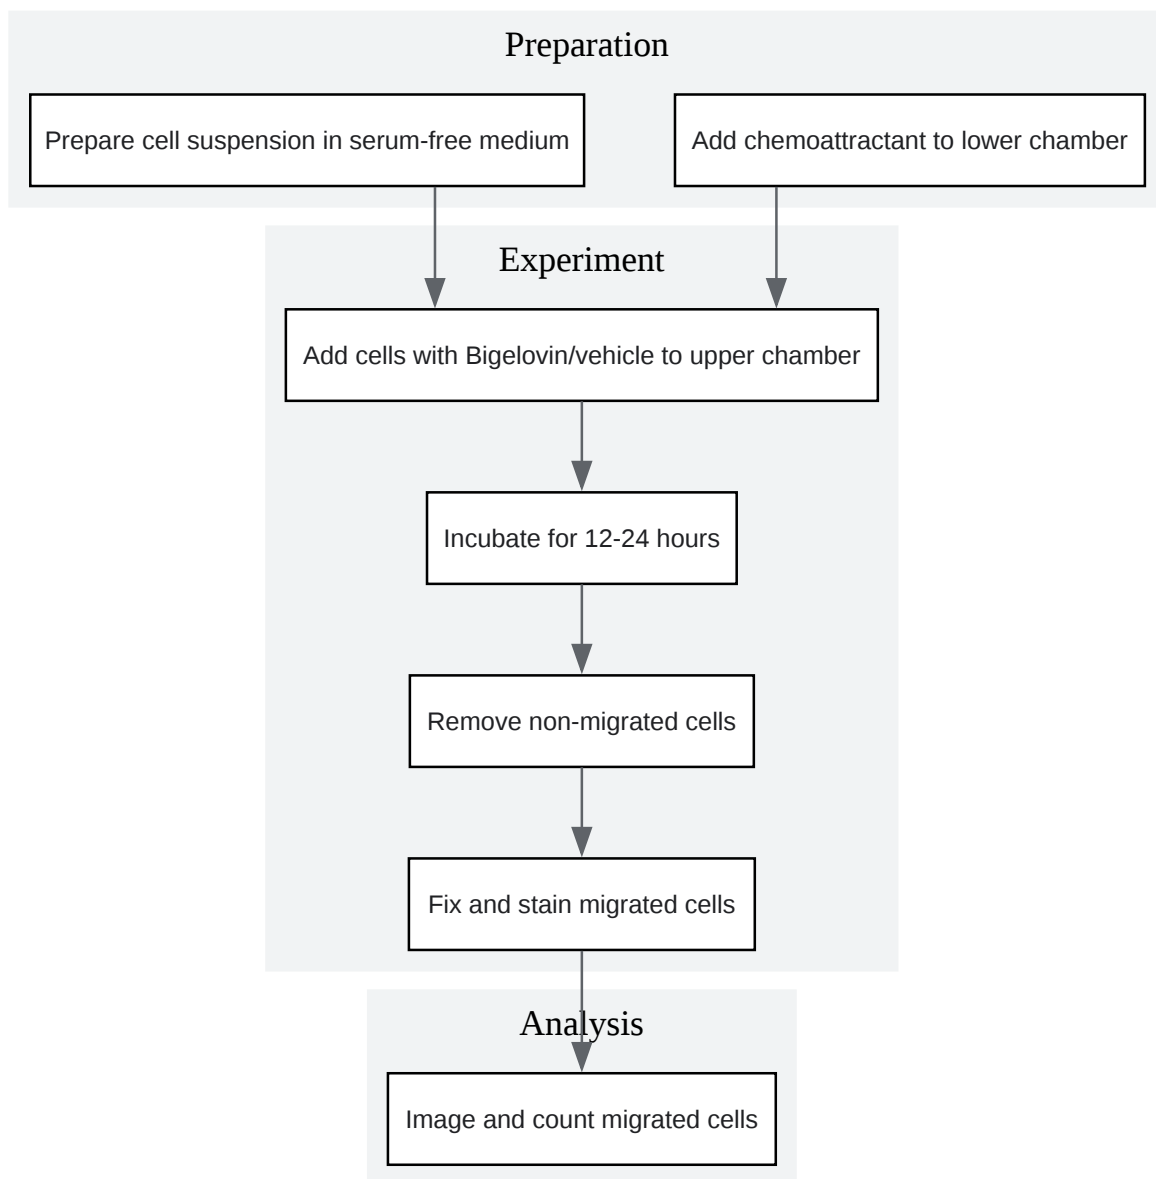 Preparation
Prepare cell suspension in serum-free medium
Add chemoattractant to lower chamber
Experiment
Add cells with Bigelovin/vehicle to upper chamber
Incubate for 12-24 hours
Remove non-migrated cells
Fix and stain migrated cells
Analysis
Image and count migrated cells